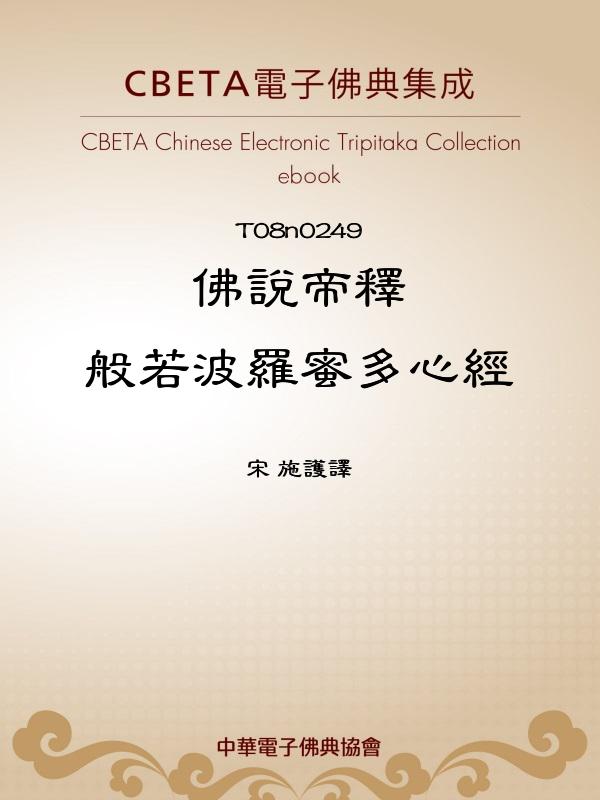 CBETA電子佛典集成
CBETA Chinese Electronic Tripitaka Collection
ebook
T08n0249
佛說帝釋
般若波羅蜜多心經
宋 施護譯
中華電子佛典協會